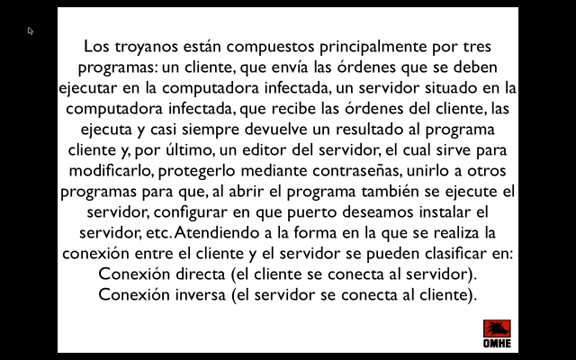 Los troyanos están compuestos principalmente por tres
programas: un cliente, que envía las órdenes que se deben
ejecutar en la computadora infectada, un servidor situado en la
computadora infectada, que recibe las órdenes del cliente, las
ejecuta y casi siempre devuelve un resultado al programa
cliente y, por último, un editor del servidor, el cual sirve para
modificarlo, protegerlo mediante contraseñas, unirlo a otros
programas para que, al abrir el programa también se ejecute el
servidor, configurar en que puerto deseamos instalar el
servidor, etc. Atendiendo a la forma en la que se realiza la
conexión entre el cliente y el servidor se pueden clasificar en:
Conexión directa (el cliente se conecta al servidor).
Conexión inversa (el servidor se conecta al cliente).
OMHE